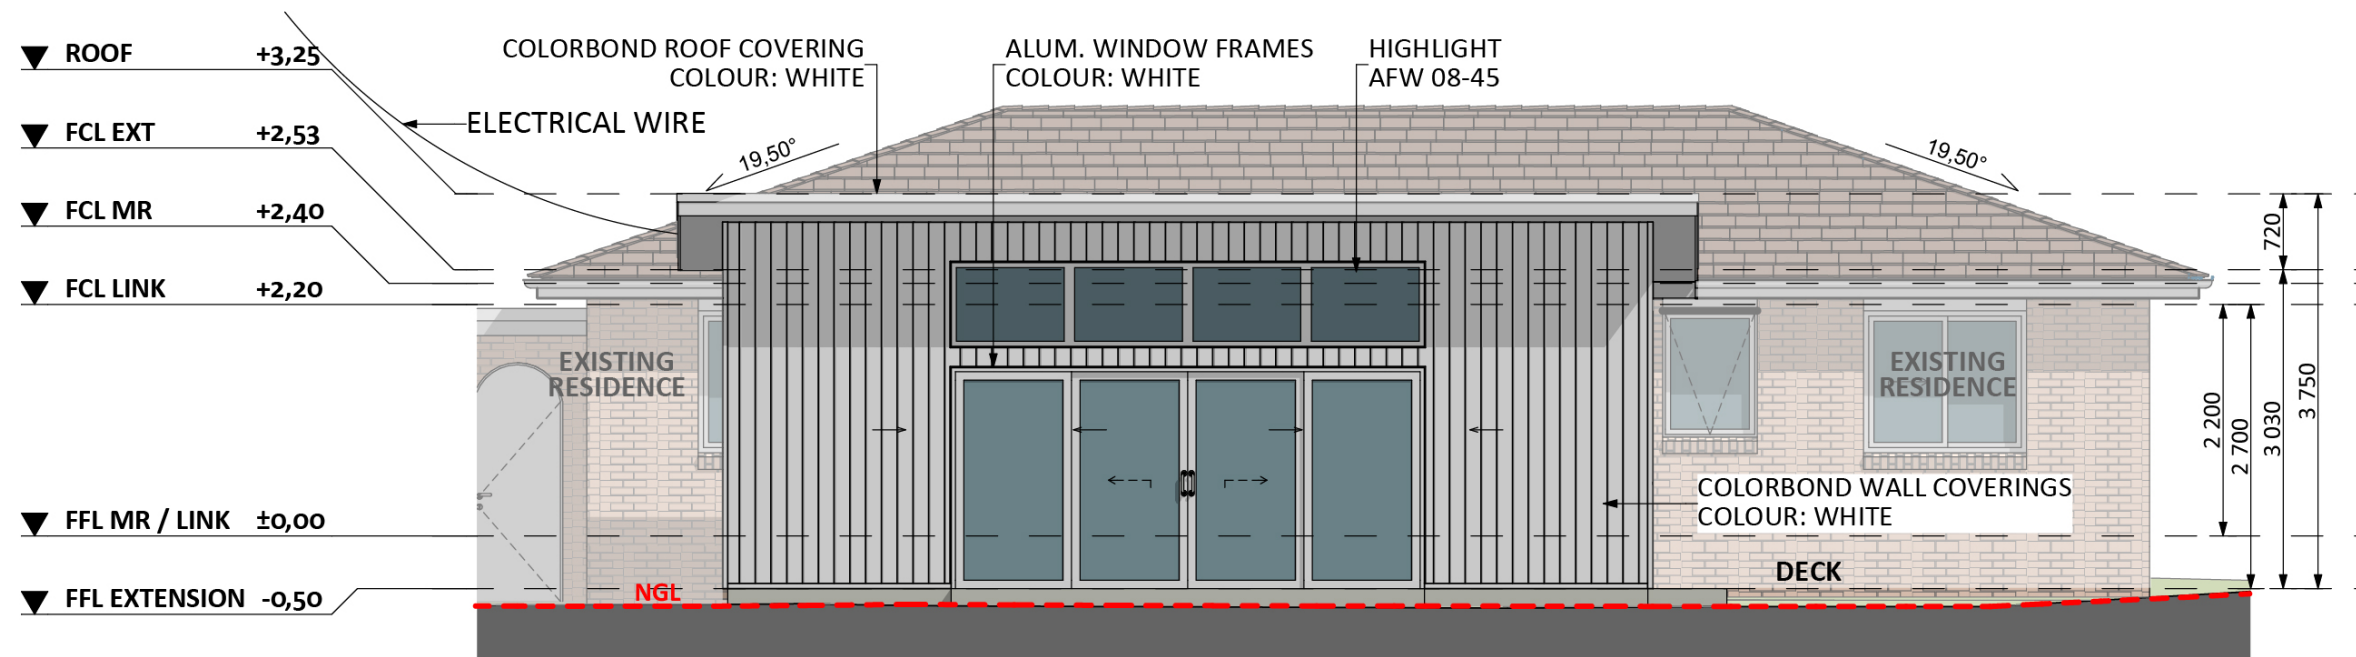 ROOF +3,25
FCL EXT +2,53
FCL MR +2,40
FCL LINK +2,20
FFL MR / LINK ±0,00
FFL EXTENSION -0,50
COLORBOND ROOF COVERING
COLOUR: WHITE
ALUM. WINDOW FRAMES
COLOUR: WHITE
HIGHLIGHT
AFW 08-45
ELECTRICAL WIRE
19,50°
19,50°
EXISTING
RESIDENCE
EXISTING
RESIDENCE
COLORBOND WALL COVERINGS
COLOUR: WHITE
DECK
NGL
2 200
2 700
3 030
720
3 750